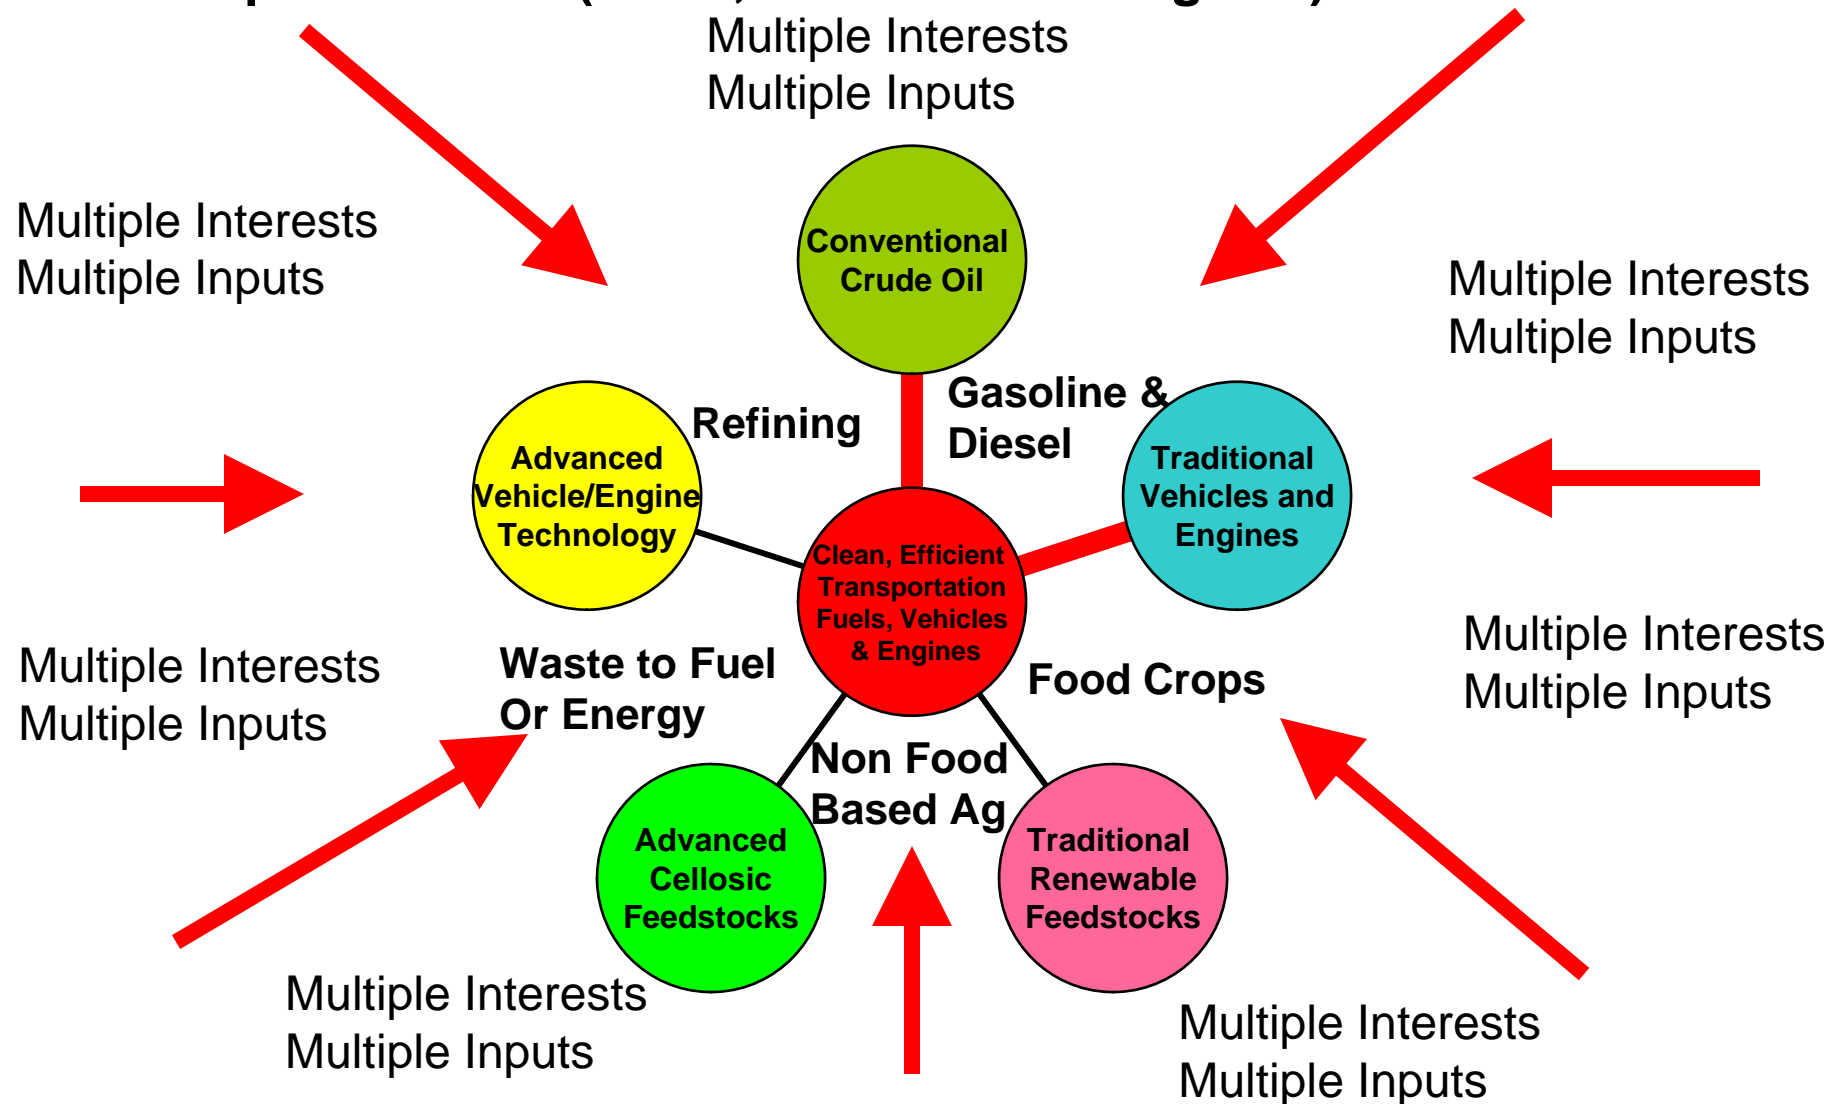 Multiple Interests
Multiple Inputs
Multiple Interests
Multiple Inputs
Conventional
Crude Oil
Multiple Interests
Multiple Inputs
Refining
Gasoline &
Diesel
Advanced
Vehicle/Engine
Technology
Traditional
Vehicles and
Engines
Clean, Efficient
Transportation
Fuels, Vehicles
& Engines
Multiple Interests
Multiple Inputs
Waste to Fuel
Or Energy
Food Crops
Multiple Interests
Multiple Inputs
Non Food
Based Ag
Advanced
Cellosic
Feedstocks
Traditional
Renewable
Feedstocks
Multiple Interests
Multiple Inputs
Multiple Interests
Multiple Inputs